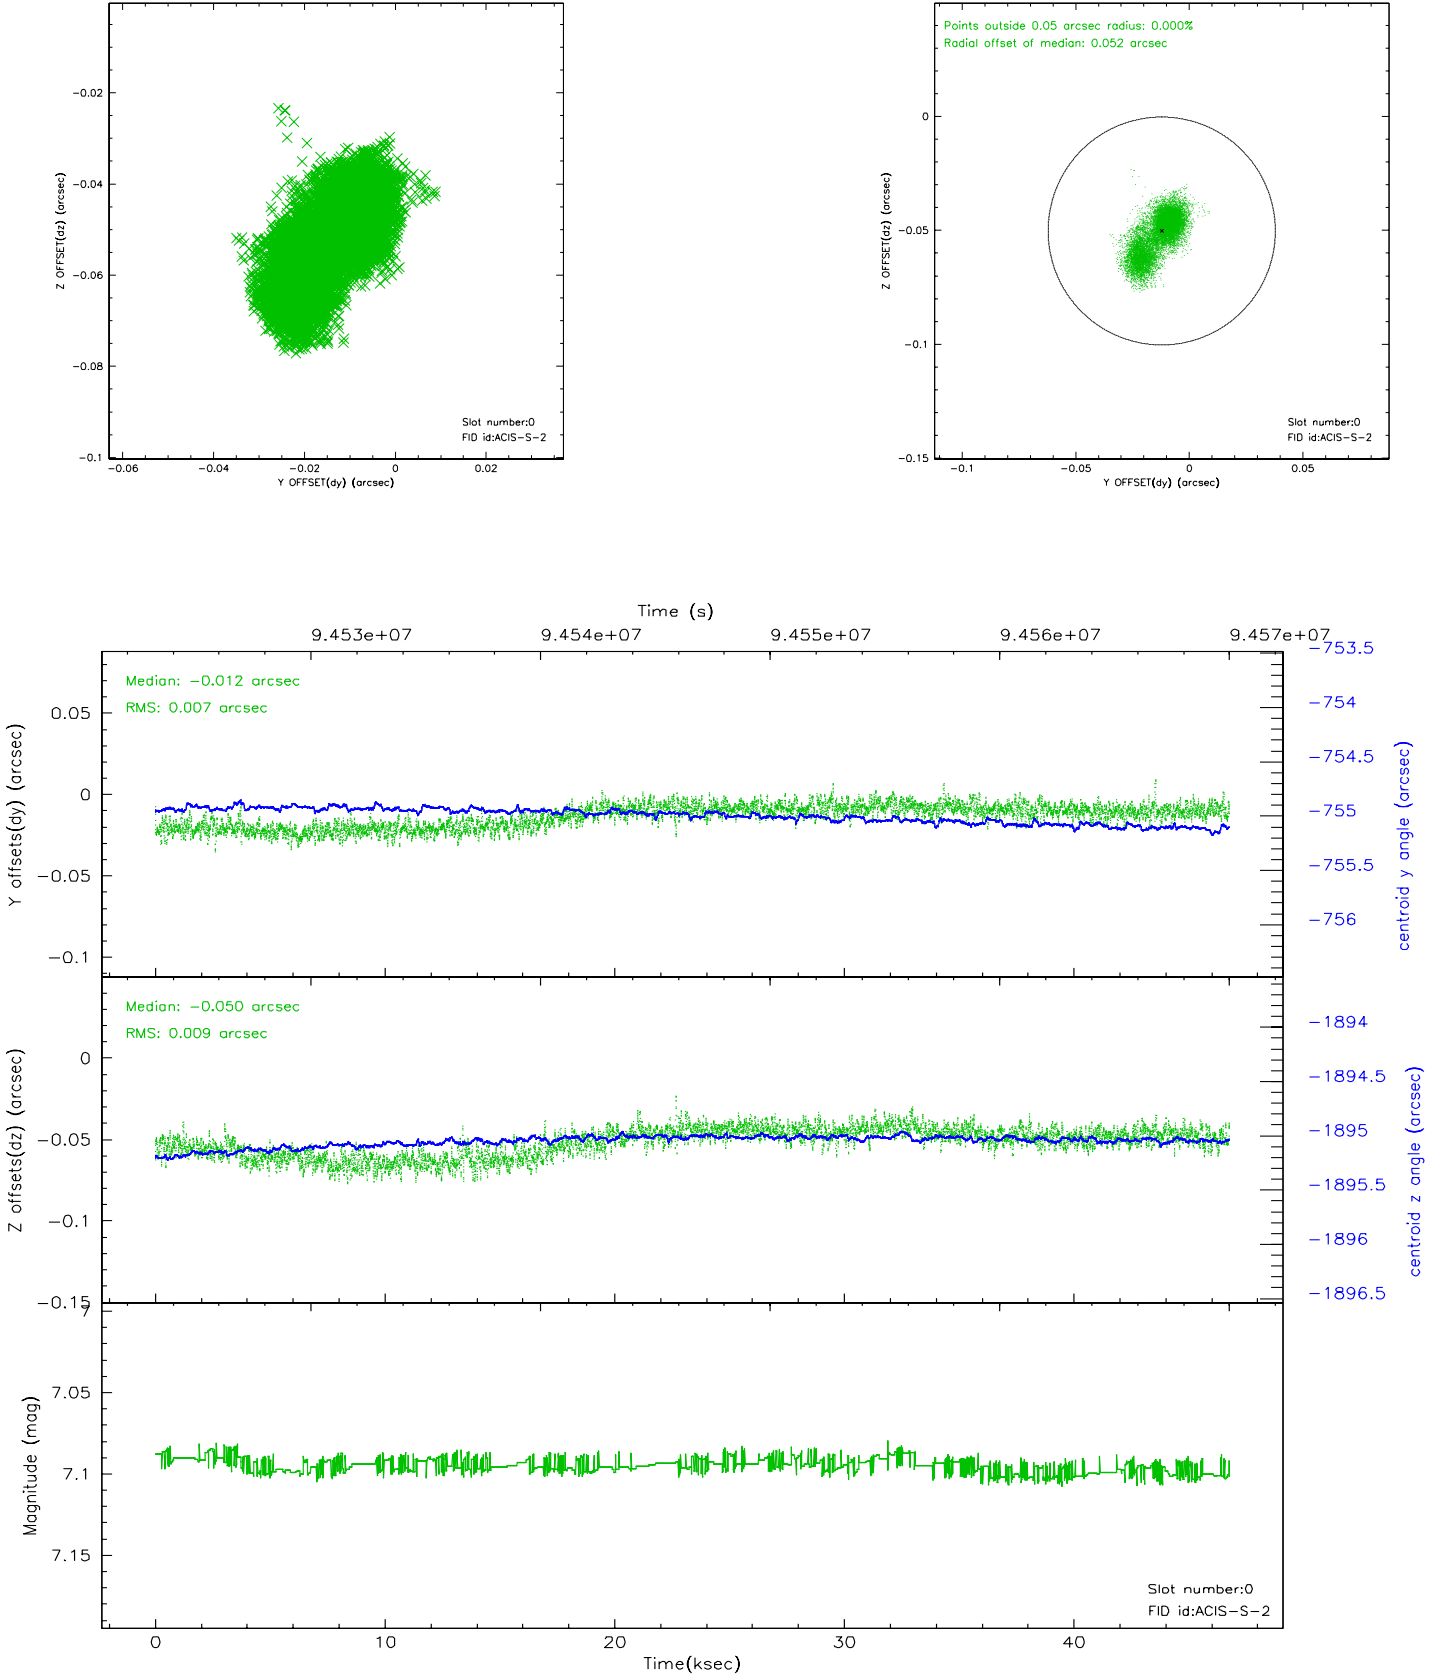 −0.02
−0.04
−0.06
−0.08
−0.1
Z OFFSET(dz) (arcsec)
Slot number:0
FID id:ACIS−S−2
−0.06 −0.04 −0.02 0 0.02
Y OFFSET(dy) (arcsec)
Points outside 0.05 arcsec radius: 0.000%
Radial offset of median: 0.052 arcsec
0
−0.05
−0.1
−0.15
Z OFFSET(dz) (arcsec)
Slot number:0
FID id:ACIS−S−2
−0.1 −0.05 0 0.05
Y OFFSET(dy) (arcsec)
Time (s)
9.453e+07 9.454e+07 9.455e+07 9.456e+07 9.457e+07
Median: −0.012 arcsec
RMS: 0.007 arcsec
0.05
0
−0.05
−0.1
Y offsets(dy) (arcsec)
−753.5
−754
−754.5
−755
−755.5
−756
centroid y angle (arcsec)
Median: −0.050 arcsec
RMS: 0.009 arcsec
0
−0.05
−0.1
−0.15
Z offsets(dz) (arcsec)
−1894
−1894.5
−1895
−1895.5
−1896
−1896.5
centroid z angle (arcsec)
7
7.05
7.1
7.15
Magnitude (mag)
Slot number:0
FID id:ACIS−S−2
0 10 20 30 40
Time(ksec)